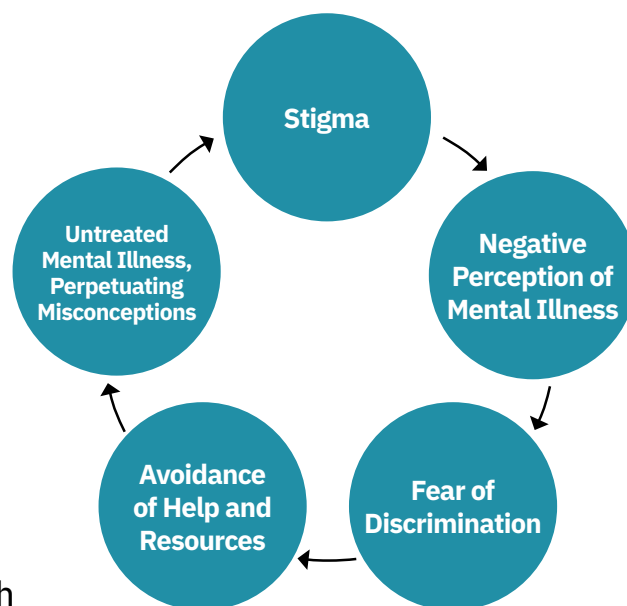 Stigma
Negative
Perception of
Mental Illness
Fear of
Discrimination
Avoidance
of Help and
Resources
Untreated
Mental Illness,
Perpetuating
Misconceptions
h